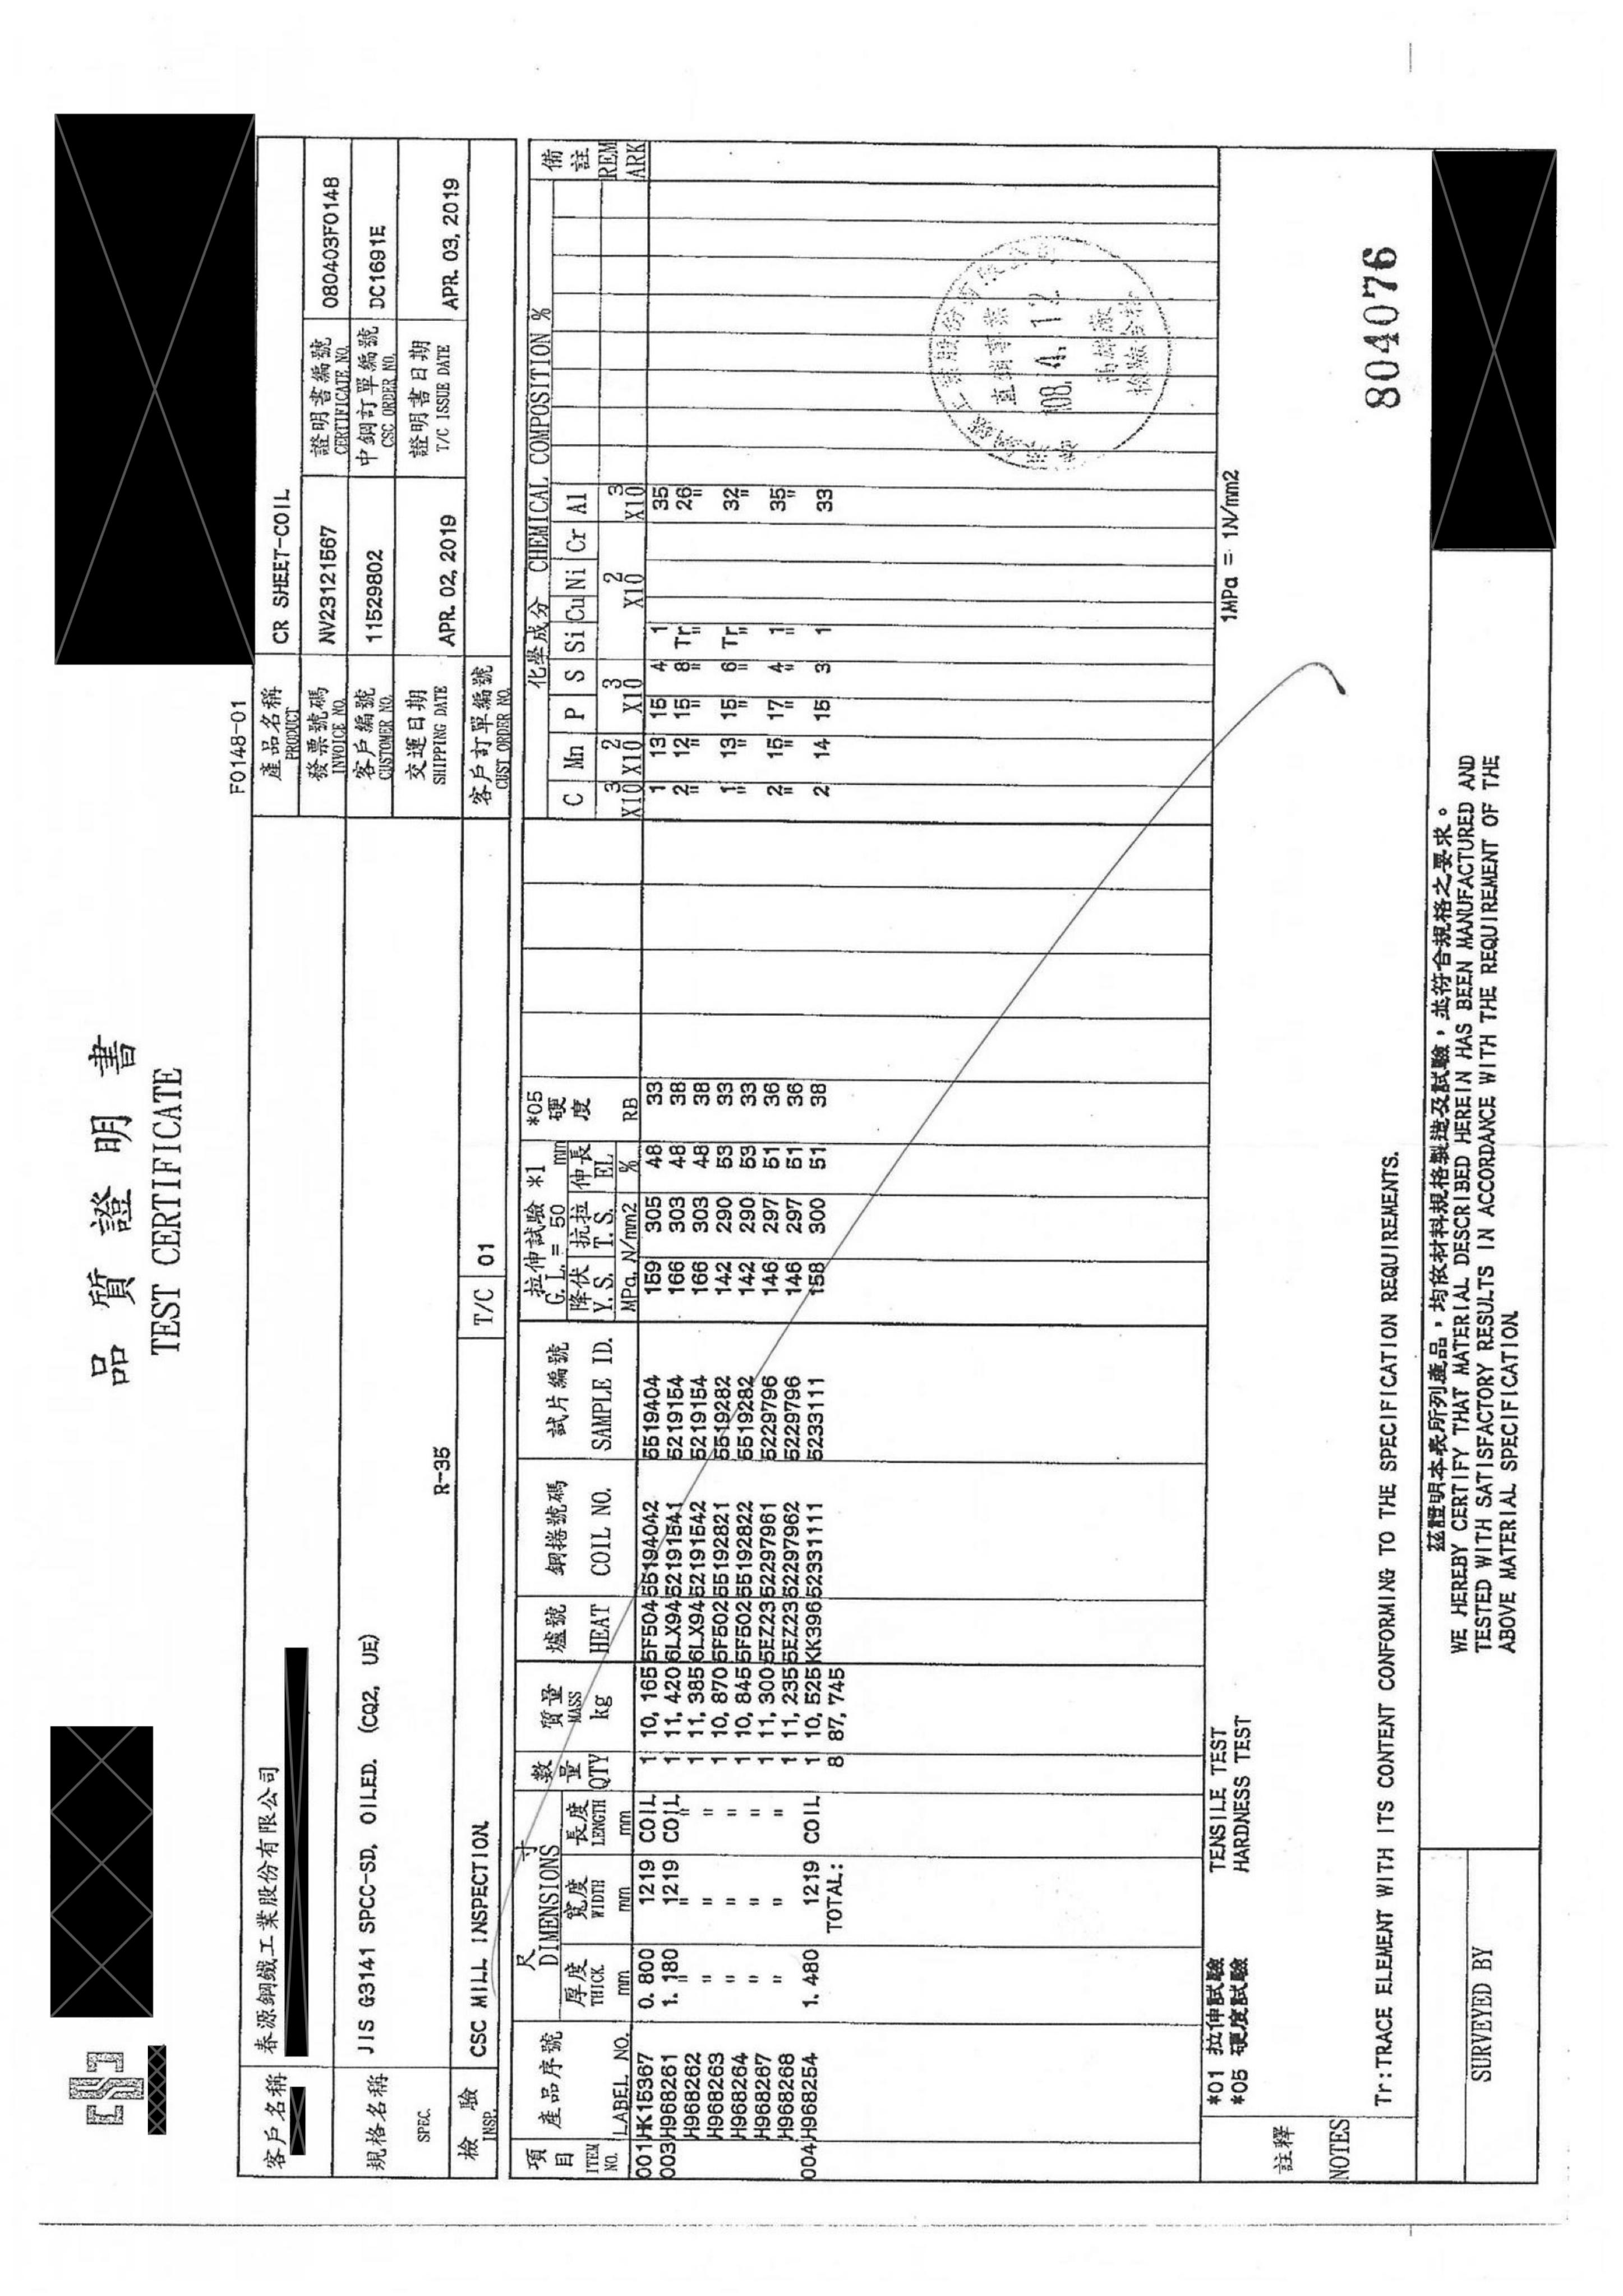 品質證明書
TEST CERTIFICATE
F0148-01
客戶名稱 春源鋼鐵工業股份有限公司
產品名稱 PRODUCT CR SHEET-COIL
規格名稱 SPEC. JIS G3141 SPCC-SD, OILED. (CQ2, UE)
R-35
發票號碼 INVOICE NO. NV23121567 證明書編號 CERTIFICATE NO. 080403F0148
客戶編號 CUSTOMER NO. 11529802 中鋼訂單編號 CSC ORDER NO. DC1691E
交運日期 SHIPPING DATE APR. 02, 2019 證明書日期 T/C ISSUE DATE APR. 03, 2019
檢驗 INSP. CSC MILL INSPECTION T/C 01 客戶訂單編號 CUST ORDER NO.
項目 ITEM NO. 產品序號 LABEL NO. 尺寸 DIMENSIONS 厚度 THICK. mm 寬度 WIDTH mm 長度 LENGTH mm 數量 QTY 質量 MASS kg 爐號 HEAT 鋼捲號碼 COIL NO. 試片編號 SAMPLE ID. 拉伸試驗 *1 G.L. = 50 mm 降伏 Y.S. 抗拉 T.S. MPa, N/mm2 伸長 EL % *05 硬度 RB 化學成分 CHEMICAL COMPOSITION % C X10 3 Mn X10 2 P S X10 3 Si Cu Ni Cr X10 2 Al X10 3 備註 REMARK
001 HK15367 0.800 1219 COIL 1 10,165 5F504 55194042 5519404 159 305 48 33 1 13 15 4 1 35
003 H968261 1.180 1219 COIL 1 11,420 6LX94 52191541 5219154 166 303 48 38 2 12 15 8 Tr 26
H968262 " " " 1 11,385 6LX94 52191542 5219154 166 303 48 38 " " " " " "
H968263 " " " 1 10,870 5F502 55192821 5519282 142 290 53 33 1 13 15 6 Tr 32
H968264 " " " 1 10,845 5F502 55192822 5519282 142 290 53 33 " " " " " "
H968267 " " " 1 11,300 5EZ23 52297961 5229796 146 297 51 36 2 15 17 4 1 35
H968268 " " " 1 11,235 5EZ23 52297962 5229796 146 297 51 36 " " " " " "
004 H968254 1.480 1219 COIL 1 10,525 KK396 52331111 5233111 158 300 51 38 2 14 15 3 1 33
TOTAL: 8 87,745
108. 4. 12
註釋 NOTES
*01 拉伸試驗 TENSILE TEST 1MPa = 1N/mm2
*05 硬度試驗 HARDNESS TEST
Tr:TRACE ELEMENT WITH ITS CONTENT CONFORMING TO THE SPECIFICATION REQUIREMENTS.
804076
茲證明本表所列產品，均依材料規格製造及試驗，並符合規格之要求。
WE HEREBY CERTIFY THAT MATERIAL DESCRIBED HEREIN HAS BEEN MANUFACTURED AND
TESTED WITH SATISFACTORY RESULTS IN ACCORDANCE WITH THE REQUIREMENT OF THE
ABOVE MATERIAL SPECIFICATION
SURVEYED BY